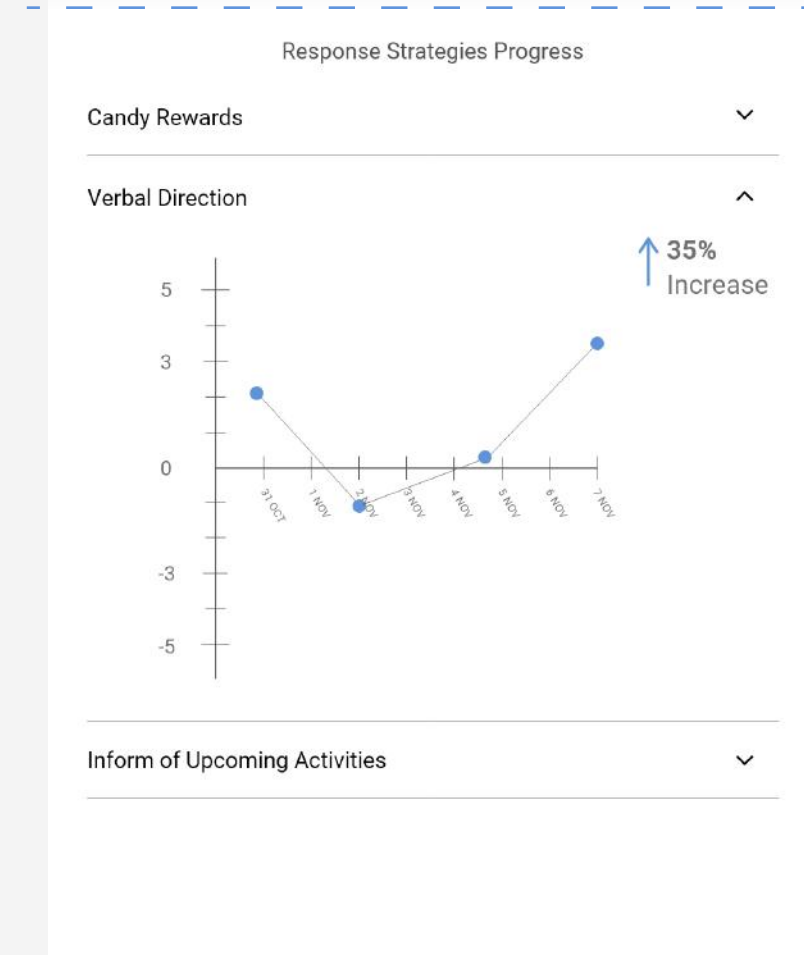 Response Strategies Progress
Candy Rewards
Verbal Direction
35%
Increase
5
3
0
31 OCT
1 NOV
2 NOV
3 NOV
4 NOV
5 NOV
6 NOV
7 NOV
-3
-5
Inform of Upcoming Activities